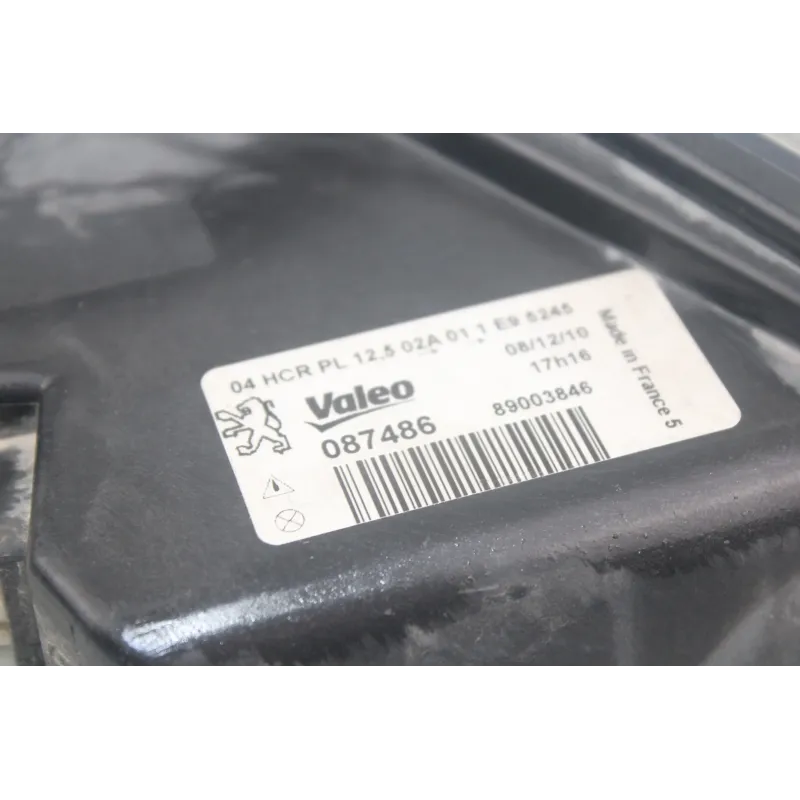 04 HCR PL 12.5 02A 01 1 E9 5245
08/12/10
17h16
Valeo
087486
89003846
Made in France 5